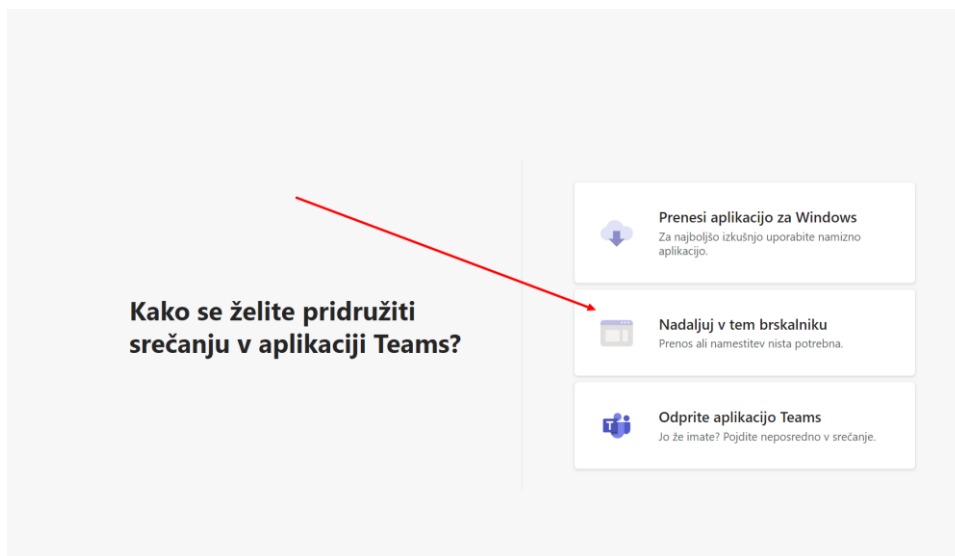 Kako se želite pridružiti
srečanju v aplikaciji Teams?
Prenesi aplikacijo za Windows
Za najboljšo izkušnjo uporabite namizno
aplikacijo.
Nadaljuj v tem brskalniku
Prenos ali namestitev nista potrebna.
Odprite aplikacijo Teams
Jo že imate? Pojdite neposredno v srečanje.